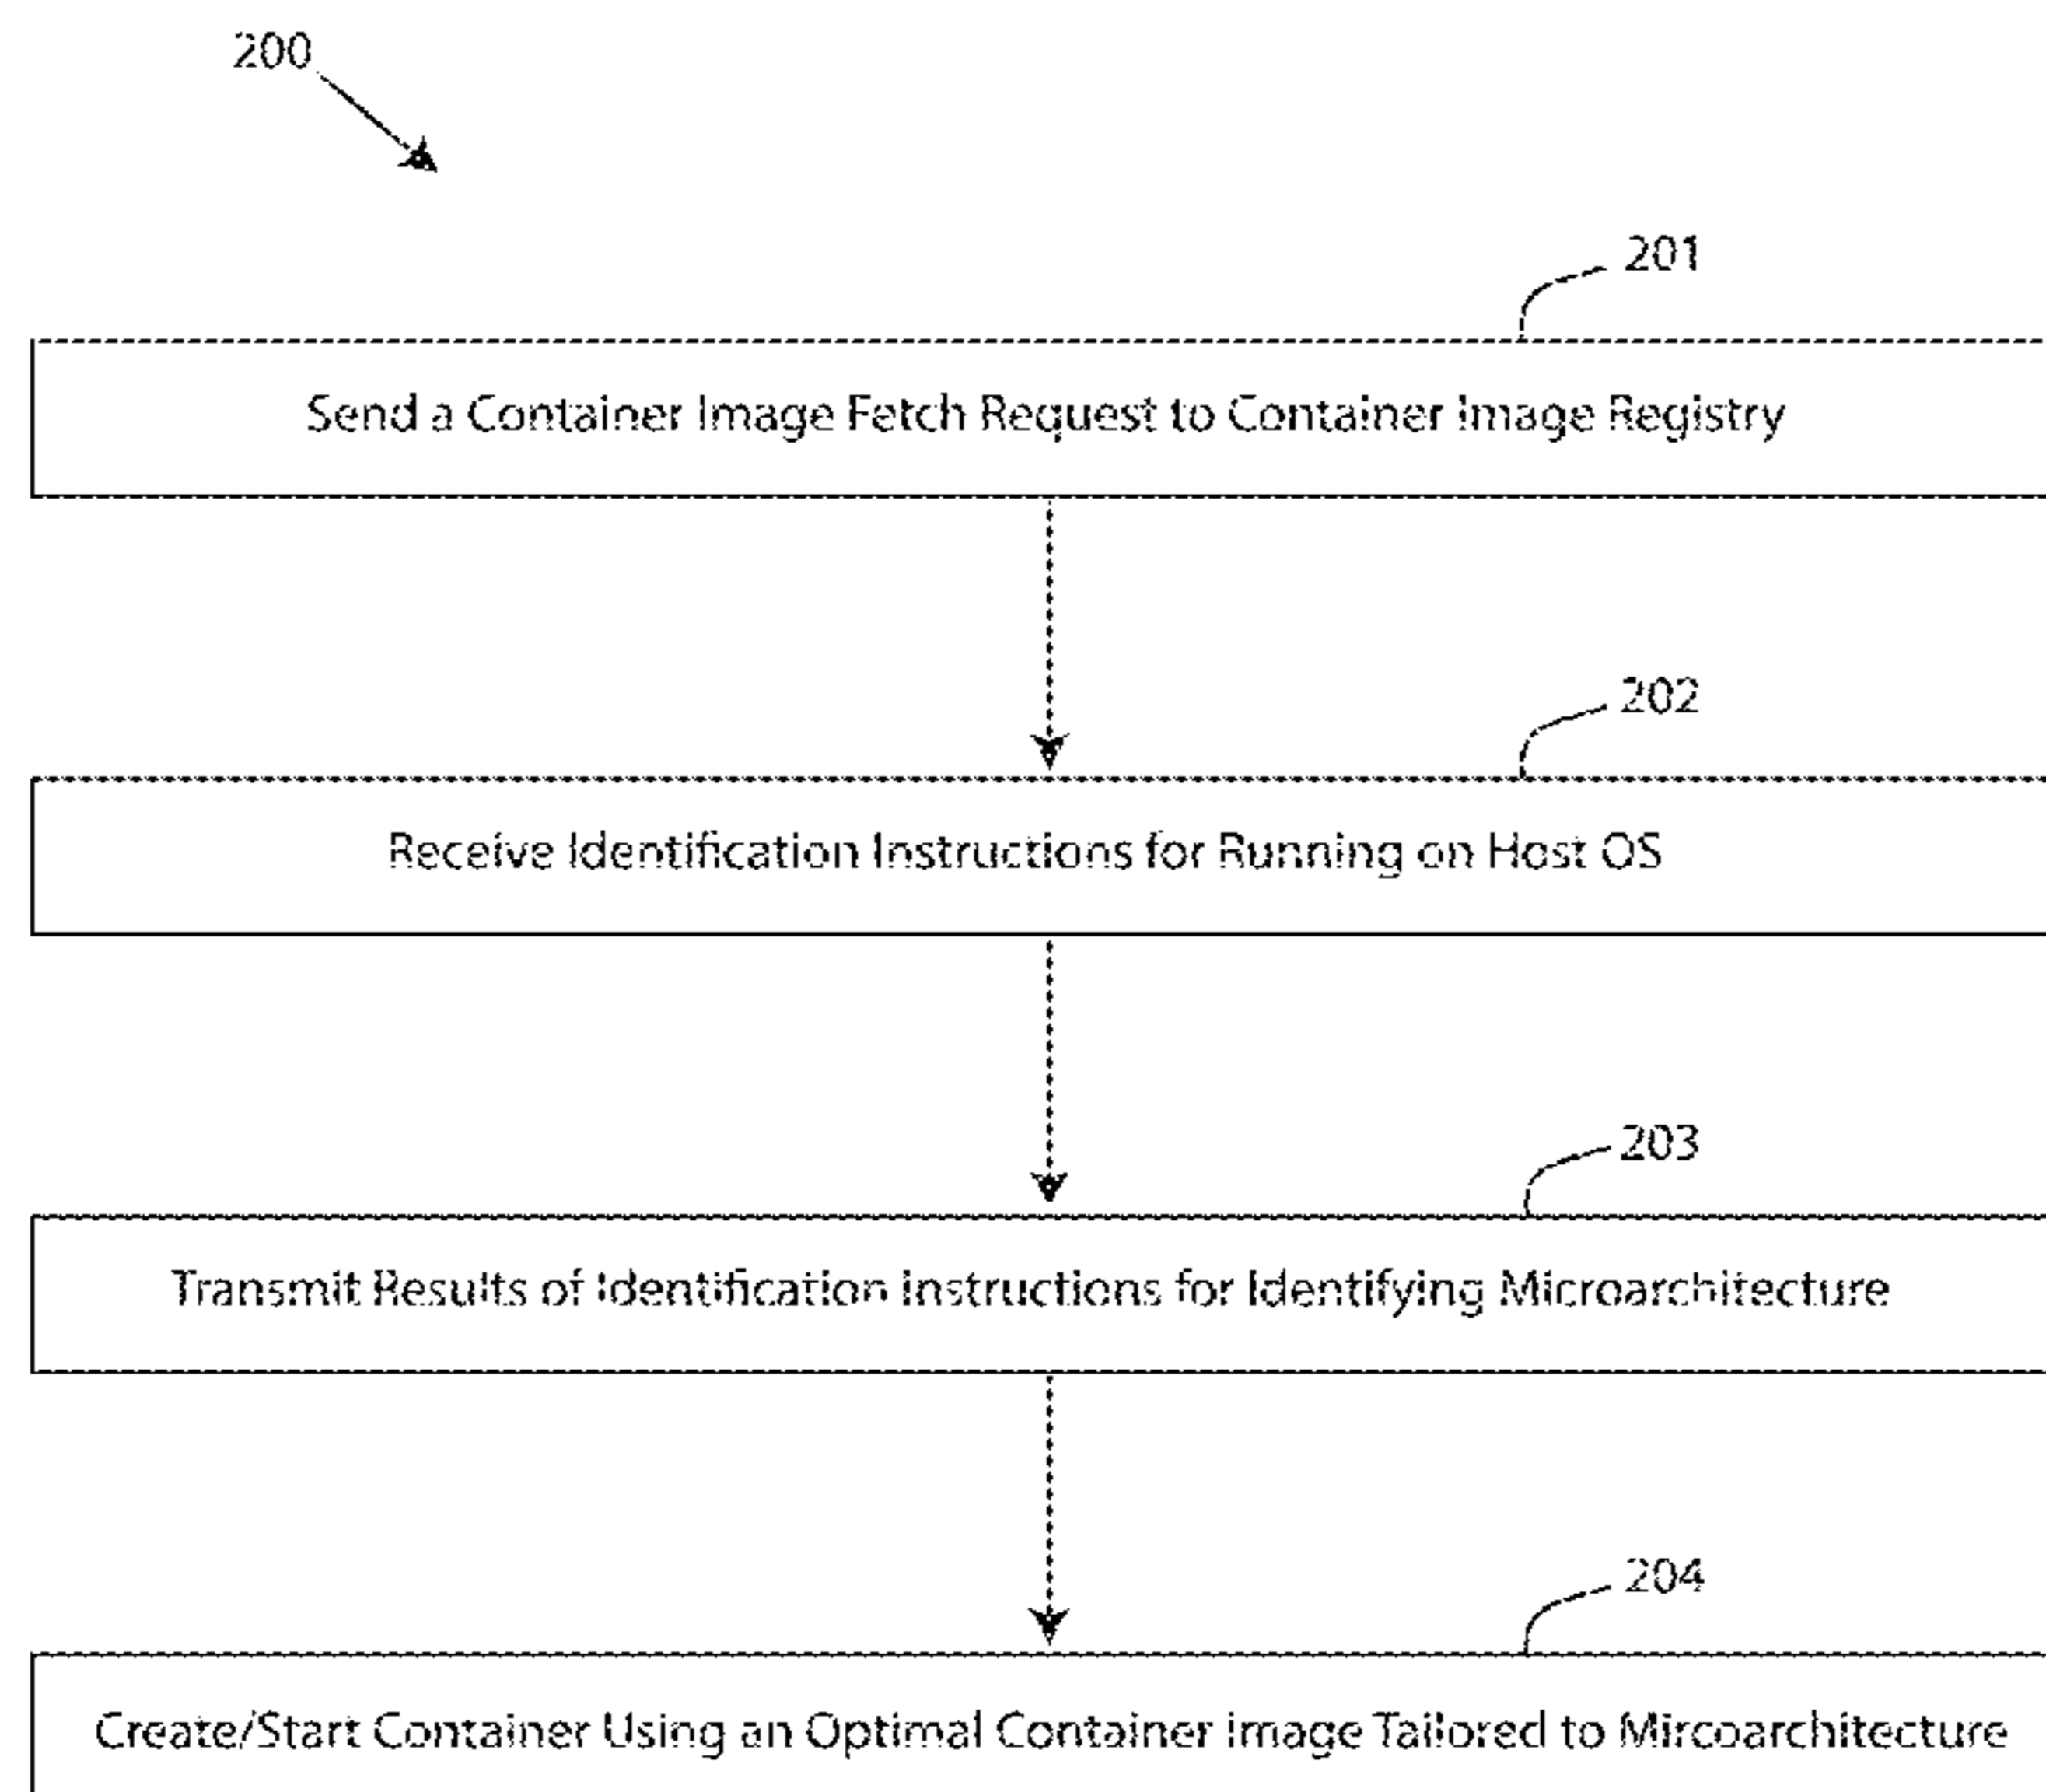 200
201
Send a Container Image Fetch Request to Container Image Registry
202
Receive Identification Instructions for Running on Host OS
203
Transmit Results of Identification Instructions for Identifying Microarchitecture
204
Create/Start Container Using an Optimal Container Image Tailored to Mircoarchitecture